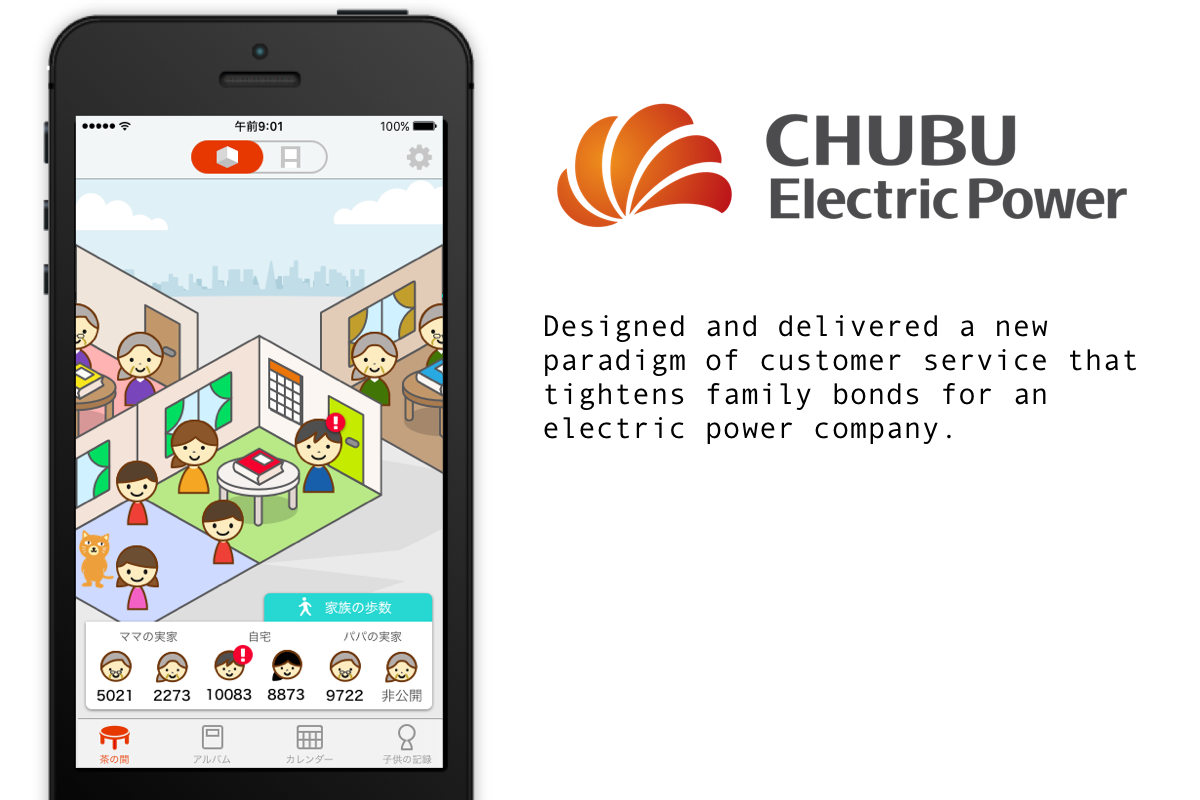 午前9:01
100%
CHUBU
Electric Power
Designed and delivered a new
paradigm of customer service that
tightens family bonds for an
electric power company.
家族の歩数
ママの実家 自宅 パパの実家
5021 2273 10083 8873 9722 非公開
茶の間 アルバム カレンダー 子供の記録